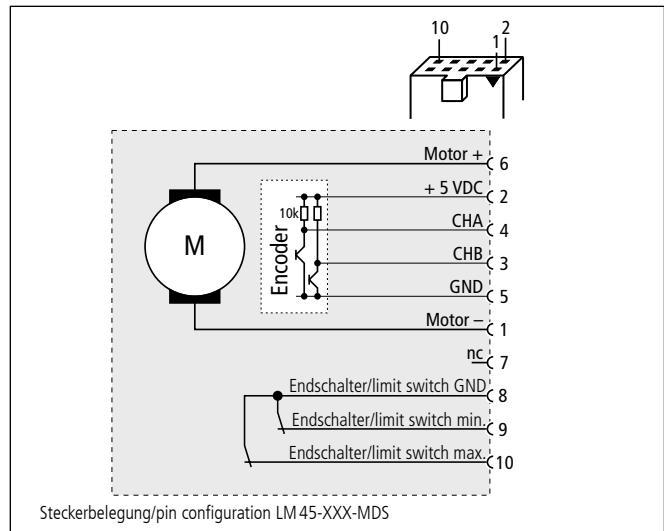 10
1
2
Motor +
6
+ 5 VDC
2
10k
CHA
4
M
Encoder
CHB
3
GND
5
Motor –
1
nc
7
Endschalter/limit switch GND
8
Endschalter/limit switch min.
9
Endschalter/limit switch max.
10
Steckerbelegung/pin configuration LM45-XXX-MDS